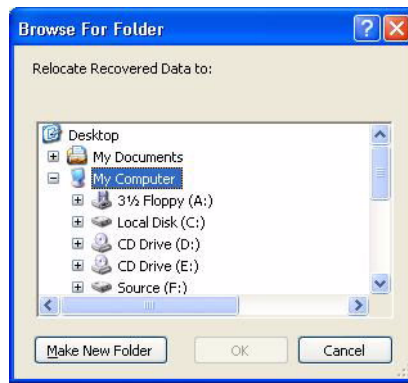 Browse For Folder
Relocate Recovered Data to:
Desktop
My Documents
My Computer
3½ Floppy (A:)
Local Disk (C:)
CD Drive (D:)
CD Drive (E:)
Source (F:)
Make New Folder OK Cancel